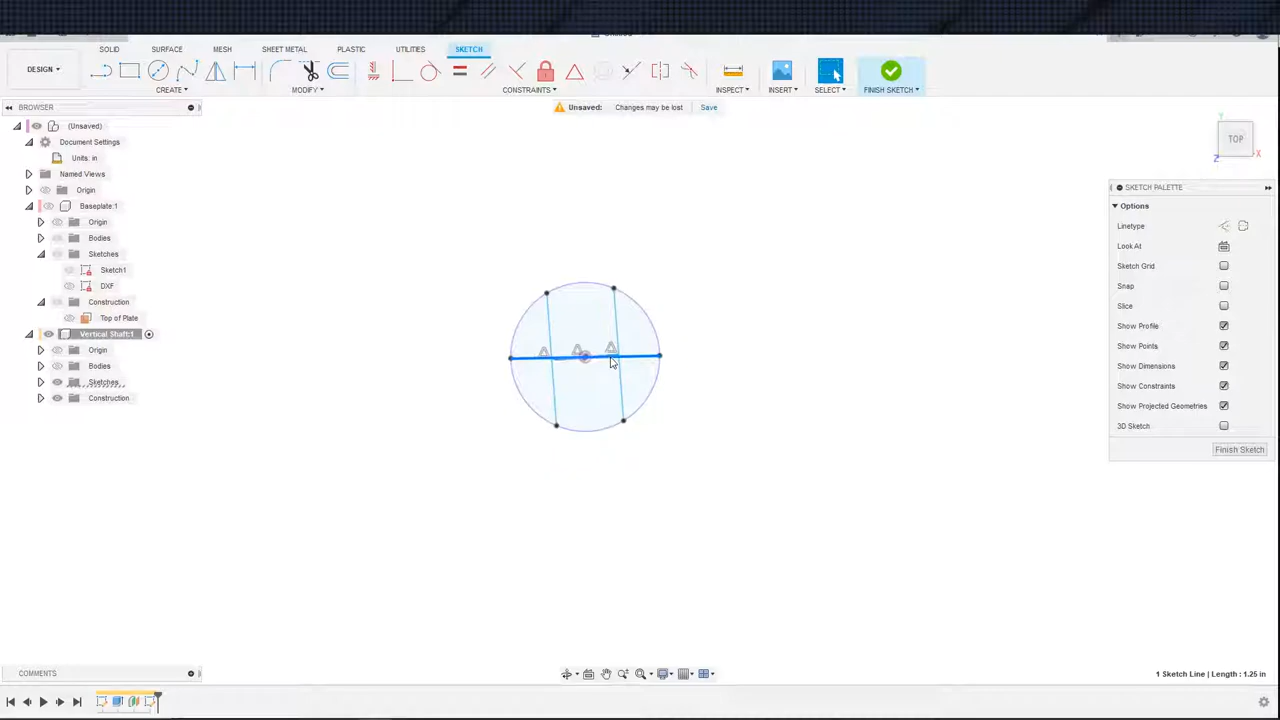 SOLID SURFACE MESH SHEET METAL PLASTIC UTILITIES SKETCH
DESIGN
CREATE MODIFY CONSTRAINTS INSPECT INSERT SELECT FINISH SKETCH
BROWSER
Unsaved: Changes may be lost Save
(Unsaved)
TOP
Y
X
Z
Document Settings
Units: in
Named Views
Origin
Baseplate:1
Origin
Bodies
Sketches
Sketch1
DXF
Construction
Top of Plate
Vertical Shaft:1
Origin
Bodies
Sketches
Construction
SKETCH PALETTE
Options
Linetype
Look At
Sketch Grid
Snap
Slice
Show Profile
Show Points
Show Dimensions
Show Constraints
Show Projected Geometries
3D Sketch
Finish Sketch
COMMENTS
1 Sketch Line | Length : 1.25 in